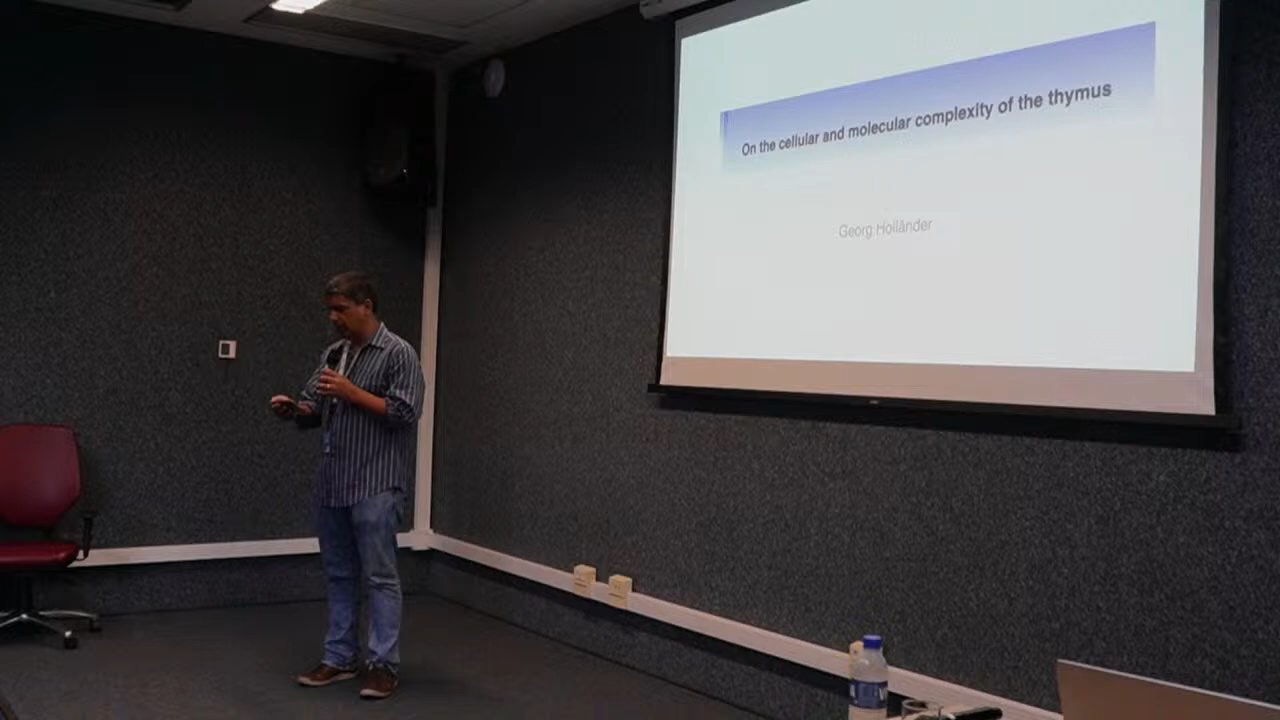 On the cellular and molecular complexity of the thymus
Georg Holländer